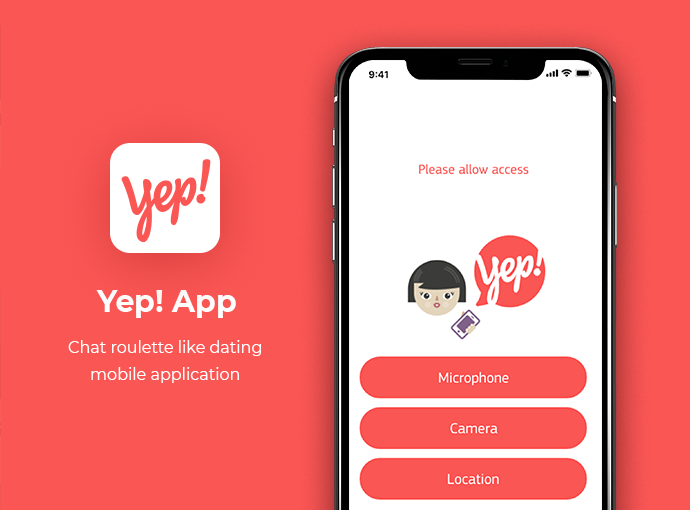 Yep!
Yep! App
Chat roulette like dating
mobile application
9:41
Please allow access
Yep!
Microphone
Camera
Location